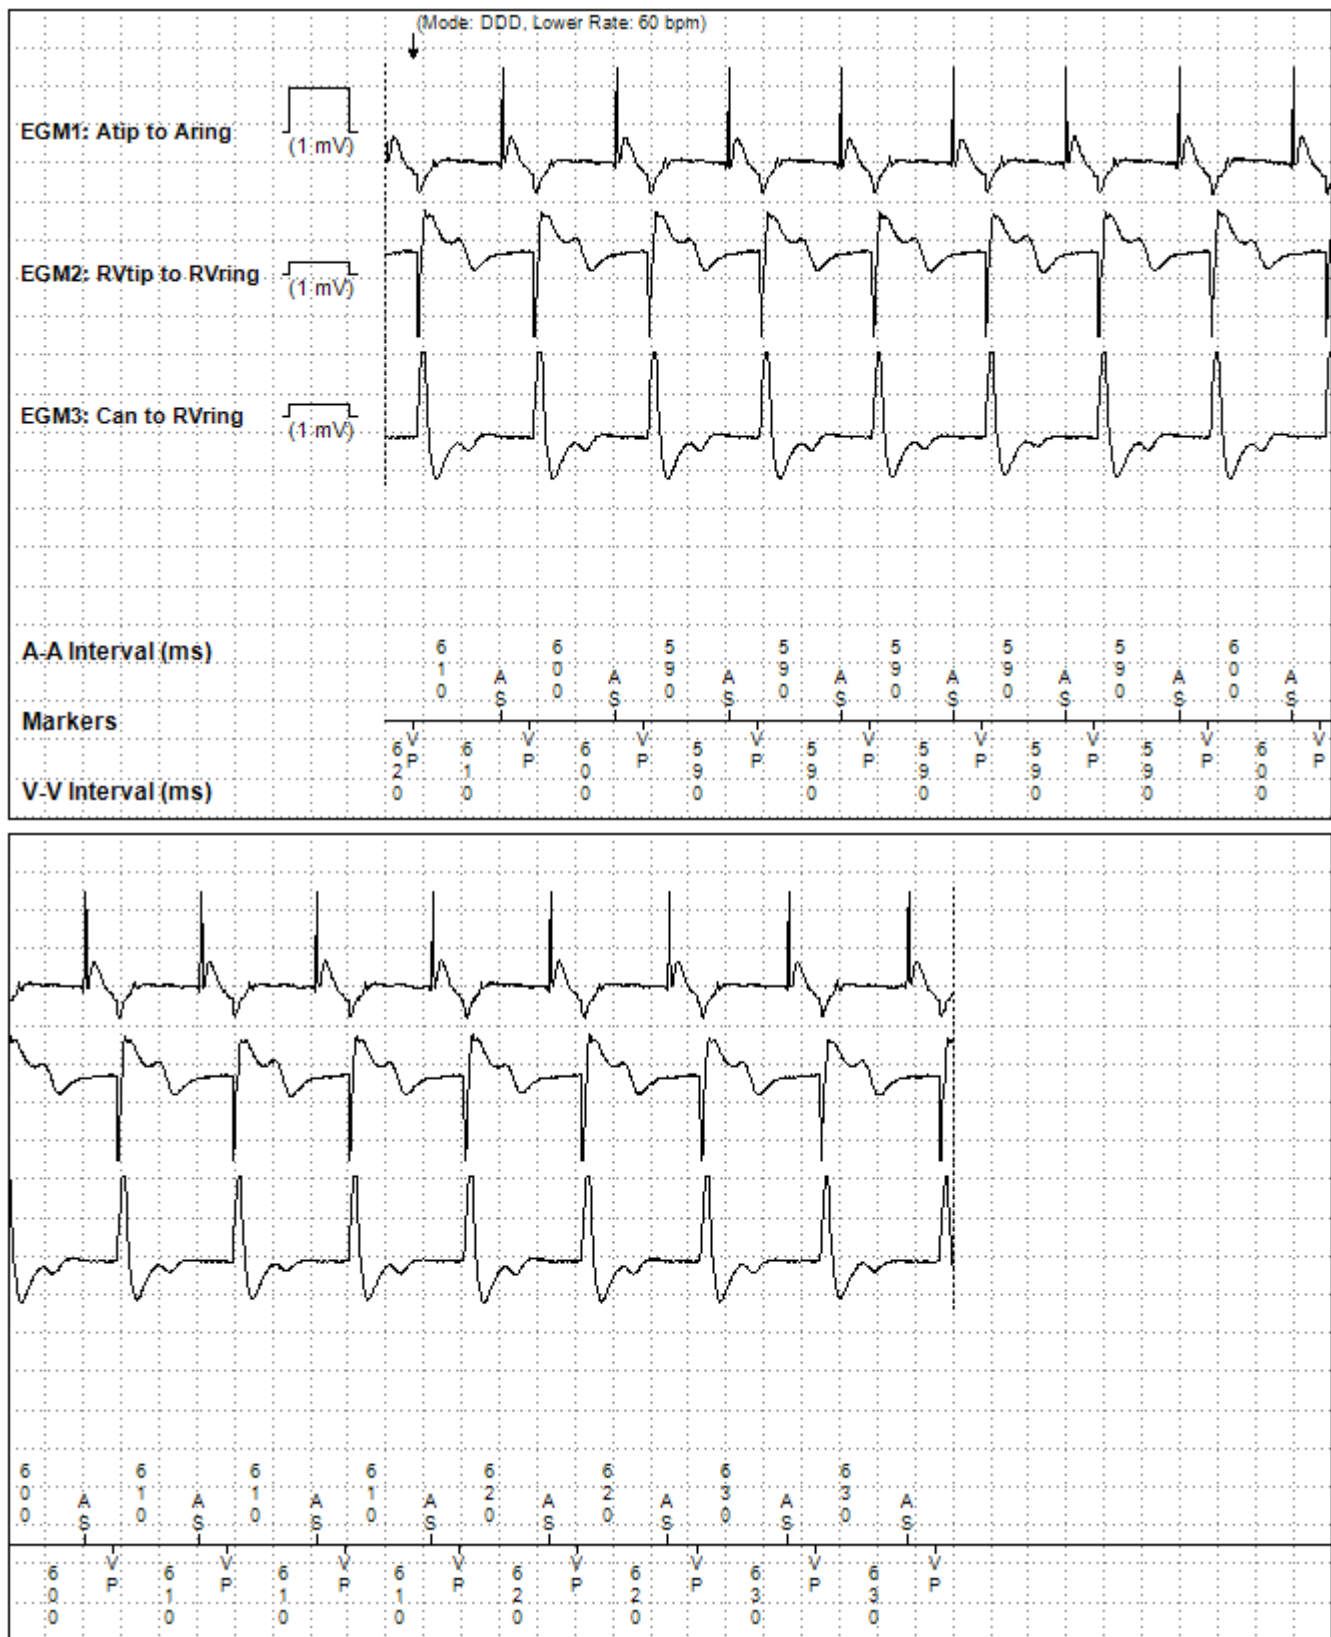 (Mode: DDD, Lower Rate: 60 bpm)
EGM1: Atip to Aring
(1 mV)
EGM2: RVtip to RVring
(1 mV)
EGM3: Can to RVring
(1 mV)
A-A Interval (ms)
610 600 590 590 590 590 590 600
AS AS AS AS AS AS AS AS
Markers
VP VP VP VP VP VP VP VP VP
620 610 600 590 590 590 590 590 600
V-V Interval (ms)
600 610 610 610 620 620 630 630
AS AS AS AS AS AS AS AS
VP VP VP VP VP VP VP VP
600 610 610 610 620 620 630 630